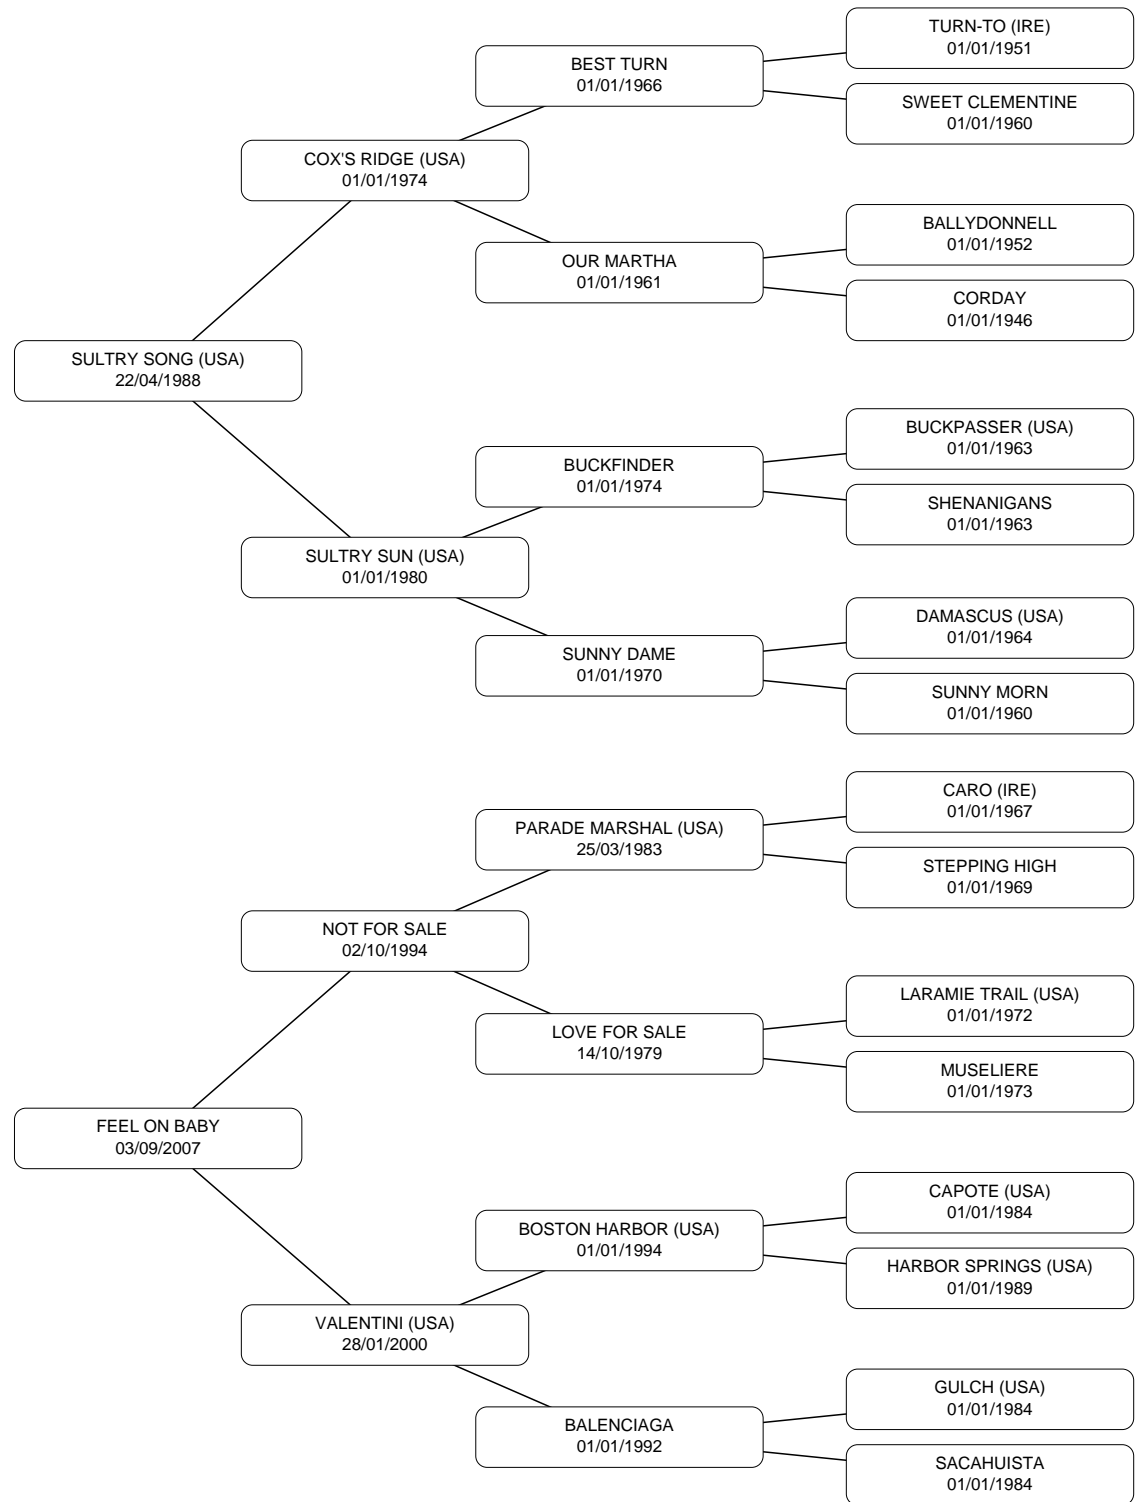 TURN-TO (IRE)
01/01/1951
BEST TURN
01/01/1966
SWEET CLEMENTINE
01/01/1960
COX'S RIDGE (USA)
01/01/1974
BALLYDONNELL
01/01/1952
OUR MARTHA
01/01/1961
CORDAY
01/01/1946
SULTRY SONG (USA)
22/04/1988
BUCKPASSER (USA)
01/01/1963
BUCKFINDER
01/01/1974
SHENANIGANS
01/01/1963
SULTRY SUN (USA)
01/01/1980
DAMASCUS (USA)
01/01/1964
SUNNY DAME
01/01/1970
SUNNY MORN
01/01/1960
CARO (IRE)
01/01/1967
PARADE MARSHAL (USA)
25/03/1983
STEPPING HIGH
01/01/1969
NOT FOR SALE
02/10/1994
LARAMIE TRAIL (USA)
01/01/1972
LOVE FOR SALE
14/10/1979
MUSELIERE
01/01/1973
FEEL ON BABY
03/09/2007
CAPOTE (USA)
01/01/1984
BOSTON HARBOR (USA)
01/01/1994
HARBOR SPRINGS (USA)
01/01/1989
VALENTINI (USA)
28/01/2000
GULCH (USA)
01/01/1984
BALENCIAGA
01/01/1992
SACAHUISTA
01/01/1984